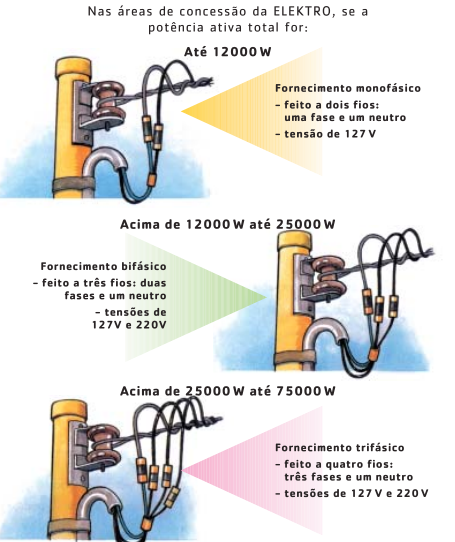 Nas áreas de concessão da ELEKTRO, se a
potência ativa total for:
Até 12000 W
Fornecimento monofásico
– feito a dois fios:
uma fase e um neutro
– tensão de 127 V
Acima de 12000 W até 25000 W
Fornecimento bifásico
– feito a três fios: duas
fases e um neutro
– tensões de
127V e 220V
Acima de 25000 W até 75000 W
Fornecimento trifásico
– feito a quatro fios:
três fases e um neutro
– tensões de 127 V e 220 V